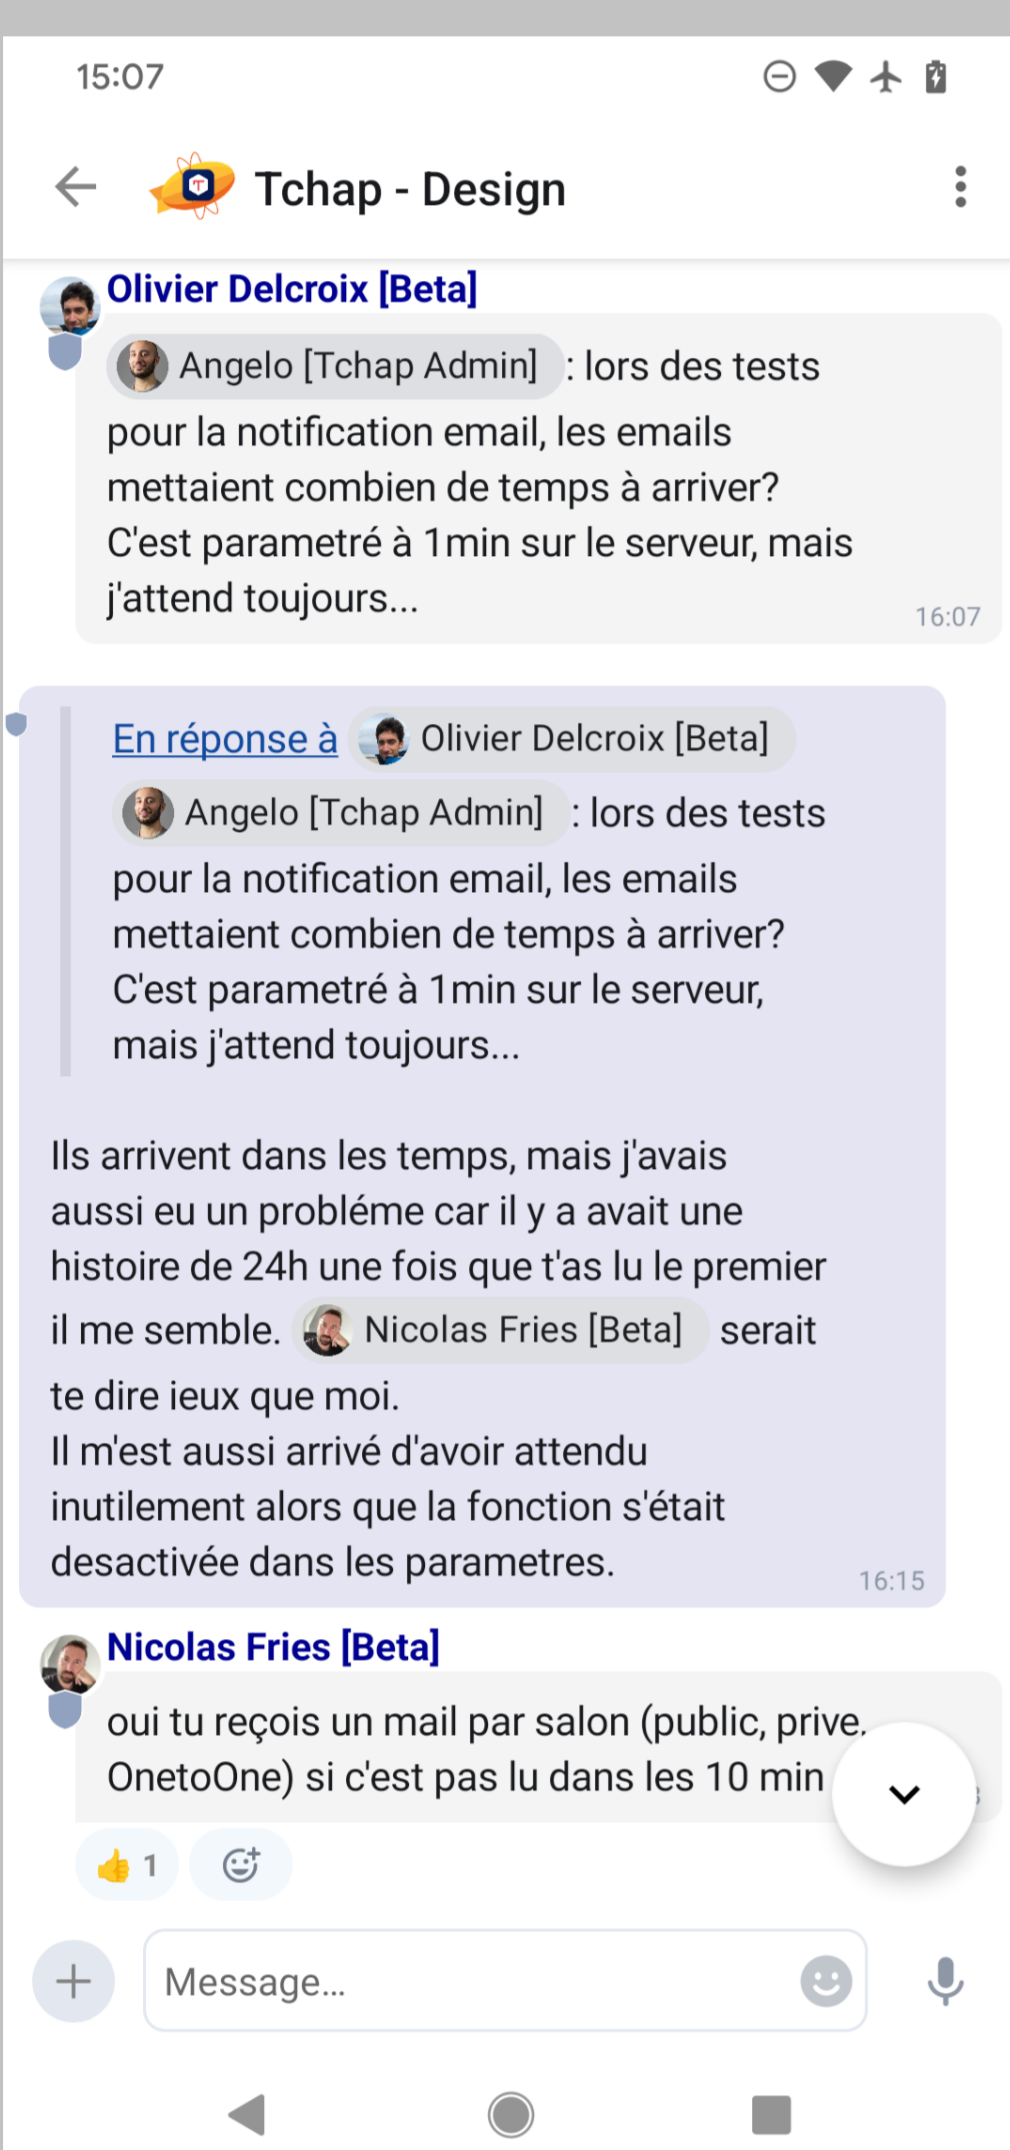 15:07
Tchap - Design
Olivier Delcroix [Beta]
Angelo [Tchap Admin] : lors des tests
pour la notification email, les emails
mettaient combien de temps à arriver?
C'est parametré à 1min sur le serveur, mais
j'attend toujours...
16:07
En réponse à Olivier Delcroix [Beta]
Angelo [Tchap Admin] : lors des tests
pour la notification email, les emails
mettaient combien de temps à arriver?
C'est parametré à 1min sur le serveur,
mais j'attend toujours...
Ils arrivent dans les temps, mais j'avais
aussi eu un probléme car il y a avait une
histoire de 24h une fois que t'as lu le premier
il me semble. Nicolas Fries [Beta] serait
te dire ieux que moi.
Il m'est aussi arrivé d'avoir attendu
inutilement alors que la fonction s'était
desactivée dans les parametres.
16:15
Nicolas Fries [Beta]
oui tu reçois un mail par salon (public, prive,
OnetoOne) si c'est pas lu dans les 10 min
👍 1
Message...